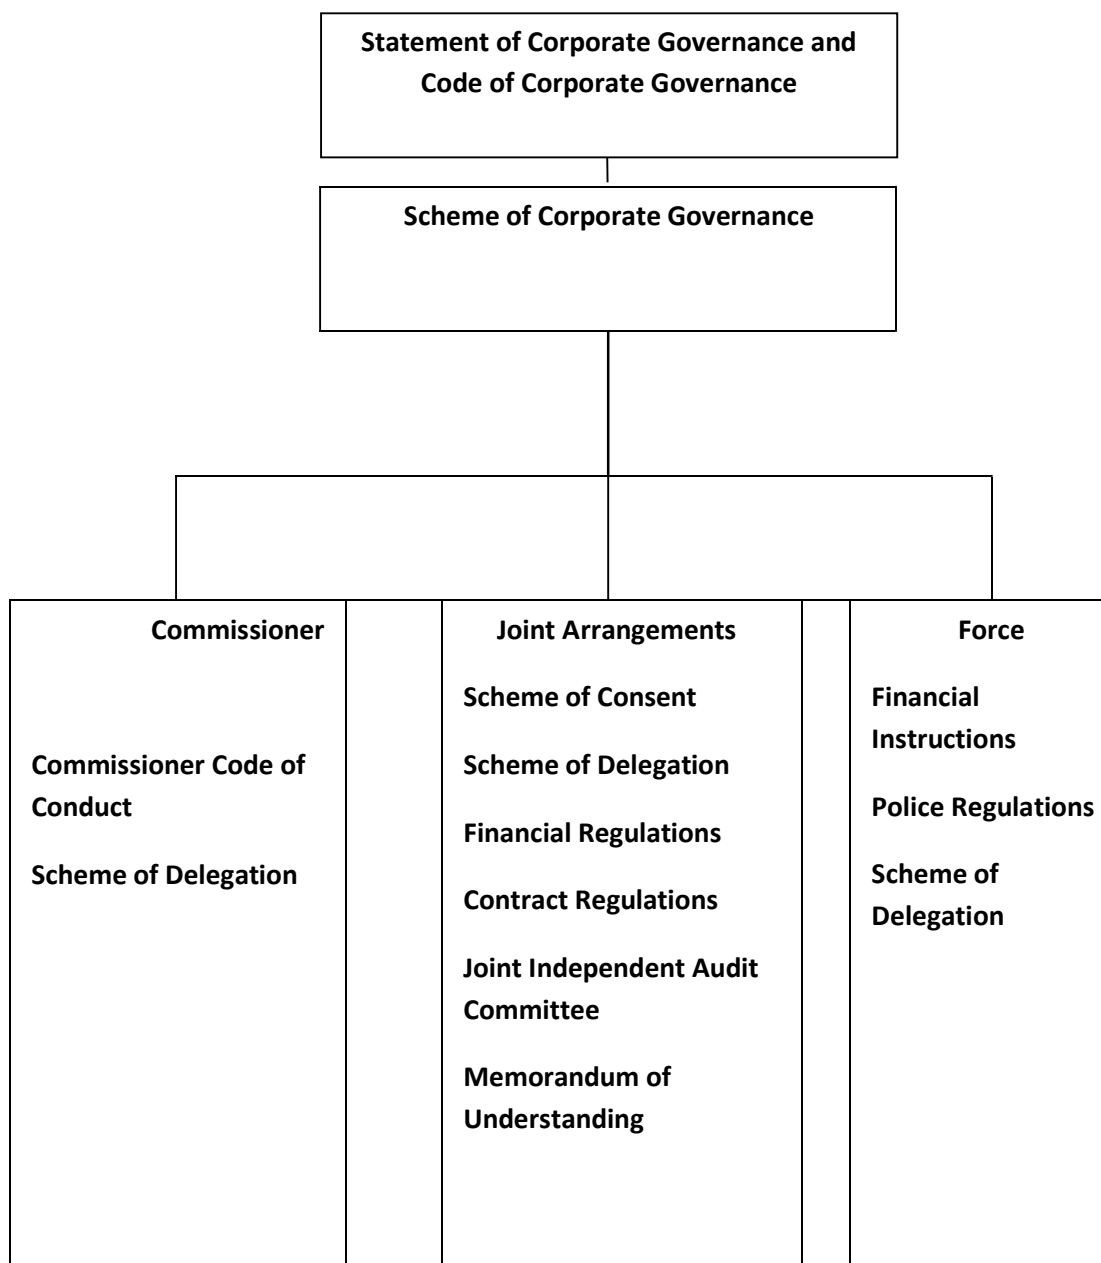 Statement of Corporate Governance and
Code of Corporate Governance
Scheme of Corporate Governance
Commissioner
Commissioner Code of
Conduct
Scheme of Delegation
Joint Arrangements
Scheme of Consent
Scheme of Delegation
Financial Regulations
Contract Regulations
Joint Independent Audit
Committee
Memorandum of
Understanding
Force
Financial
Instructions
Police Regulations
Scheme of
Delegation